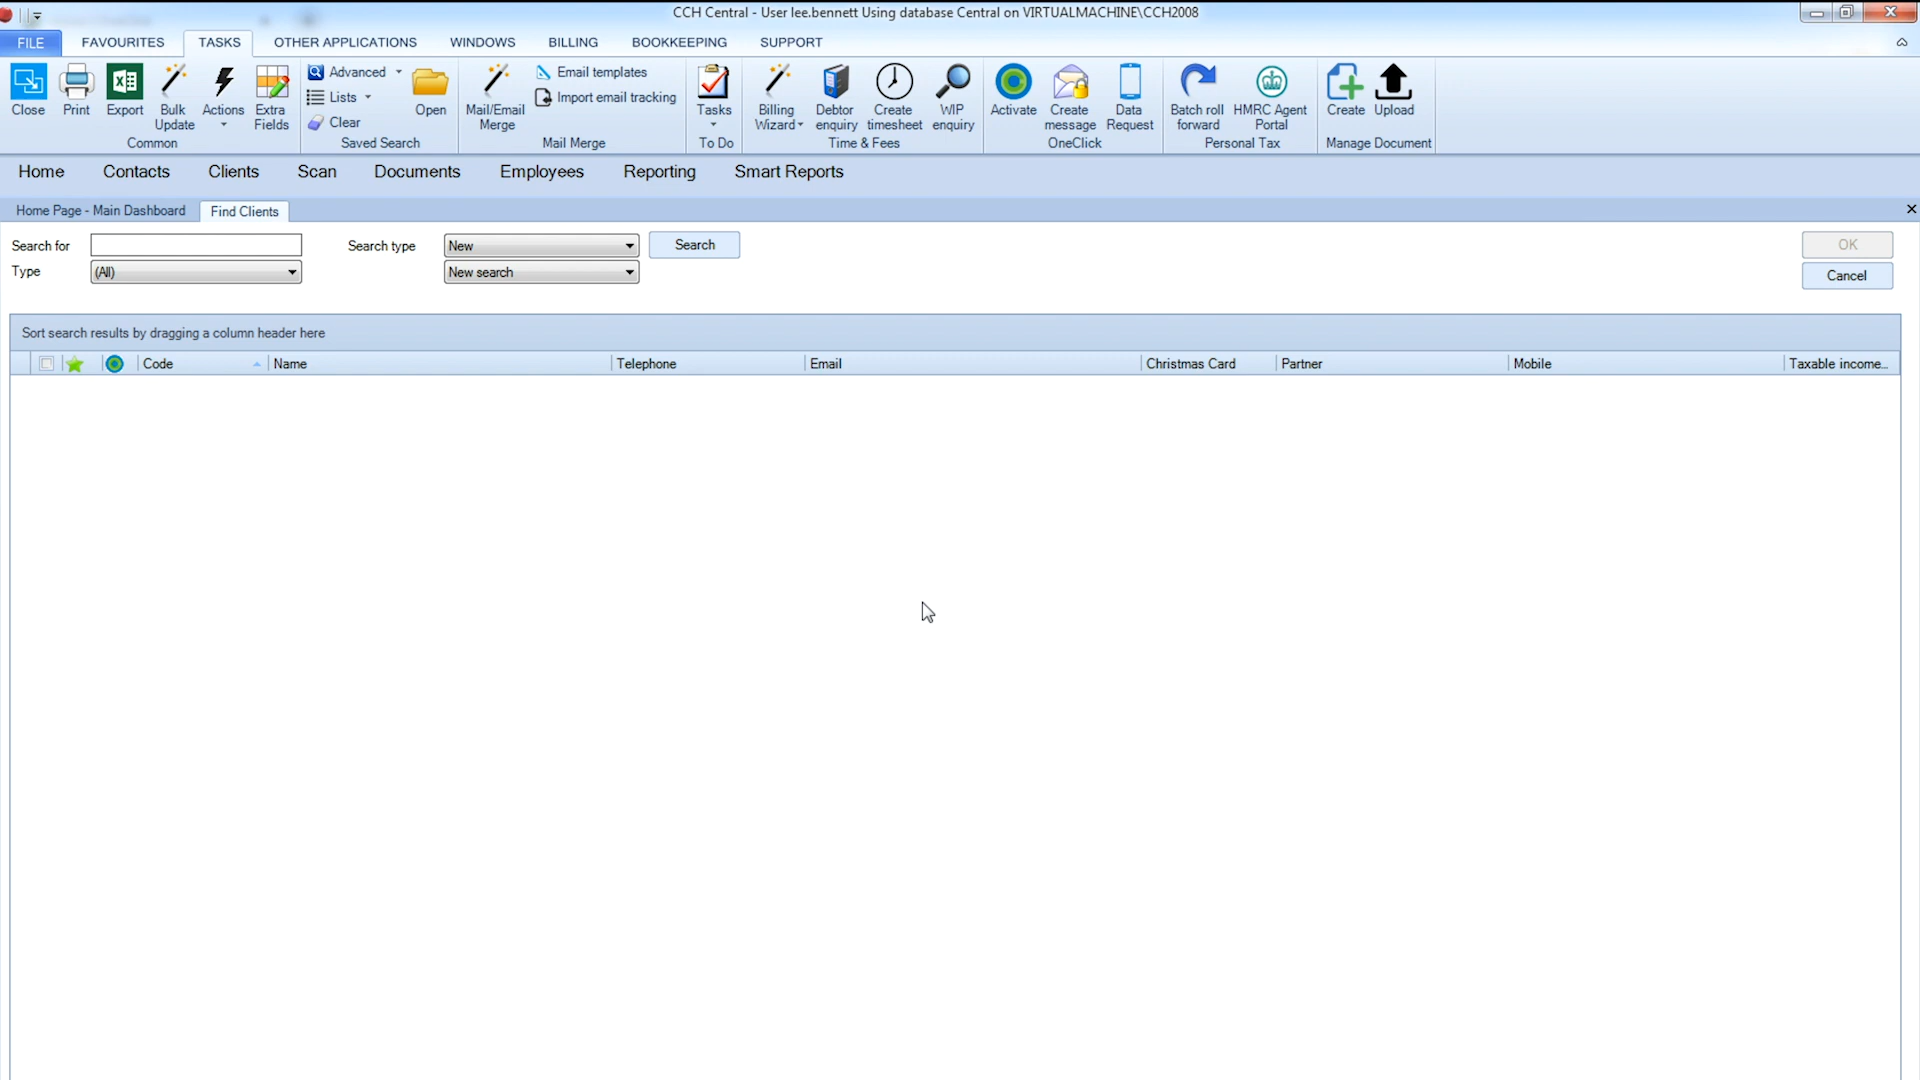 CCH Central - User lee.bennett Using database Central on VIRTUALMACHINE\CCH2008
FILE FAVOURITES TASKS OTHER APPLICATIONS WINDOWS BILLING BOOKKEEPING SUPPORT
Close Print Export Bulk Update Actions Extra Fields
Common
Advanced
Lists
Clear
Open
Saved Search
Mail/Email Merge
Email templates
Import email tracking
Mail Merge
Tasks
To Do
Billing Wizard Debtor enquiry Create timesheet WIP enquiry
Time & Fees
Activate Create message Data Request
OneClick
Batch roll forward HMRC Agent Portal
Personal Tax
Create Upload
Manage Document
Home Contacts Clients Scan Documents Employees Reporting Smart Reports
Home Page - Main Dashboard Find Clients
Search for Search type New Search OK
Type (All) New search Cancel
Sort search results by dragging a column header here
Code Name Telephone Email Christmas Card Partner Mobile Taxable income...